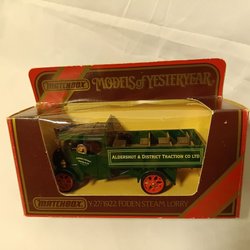 MATCHBOX MODELS of YESTERYEAR
ALDERSHOT & DISTRICT TRACTION CO LTD
MATCHBOX Y-27/1922 FODEN STEAM LORRY